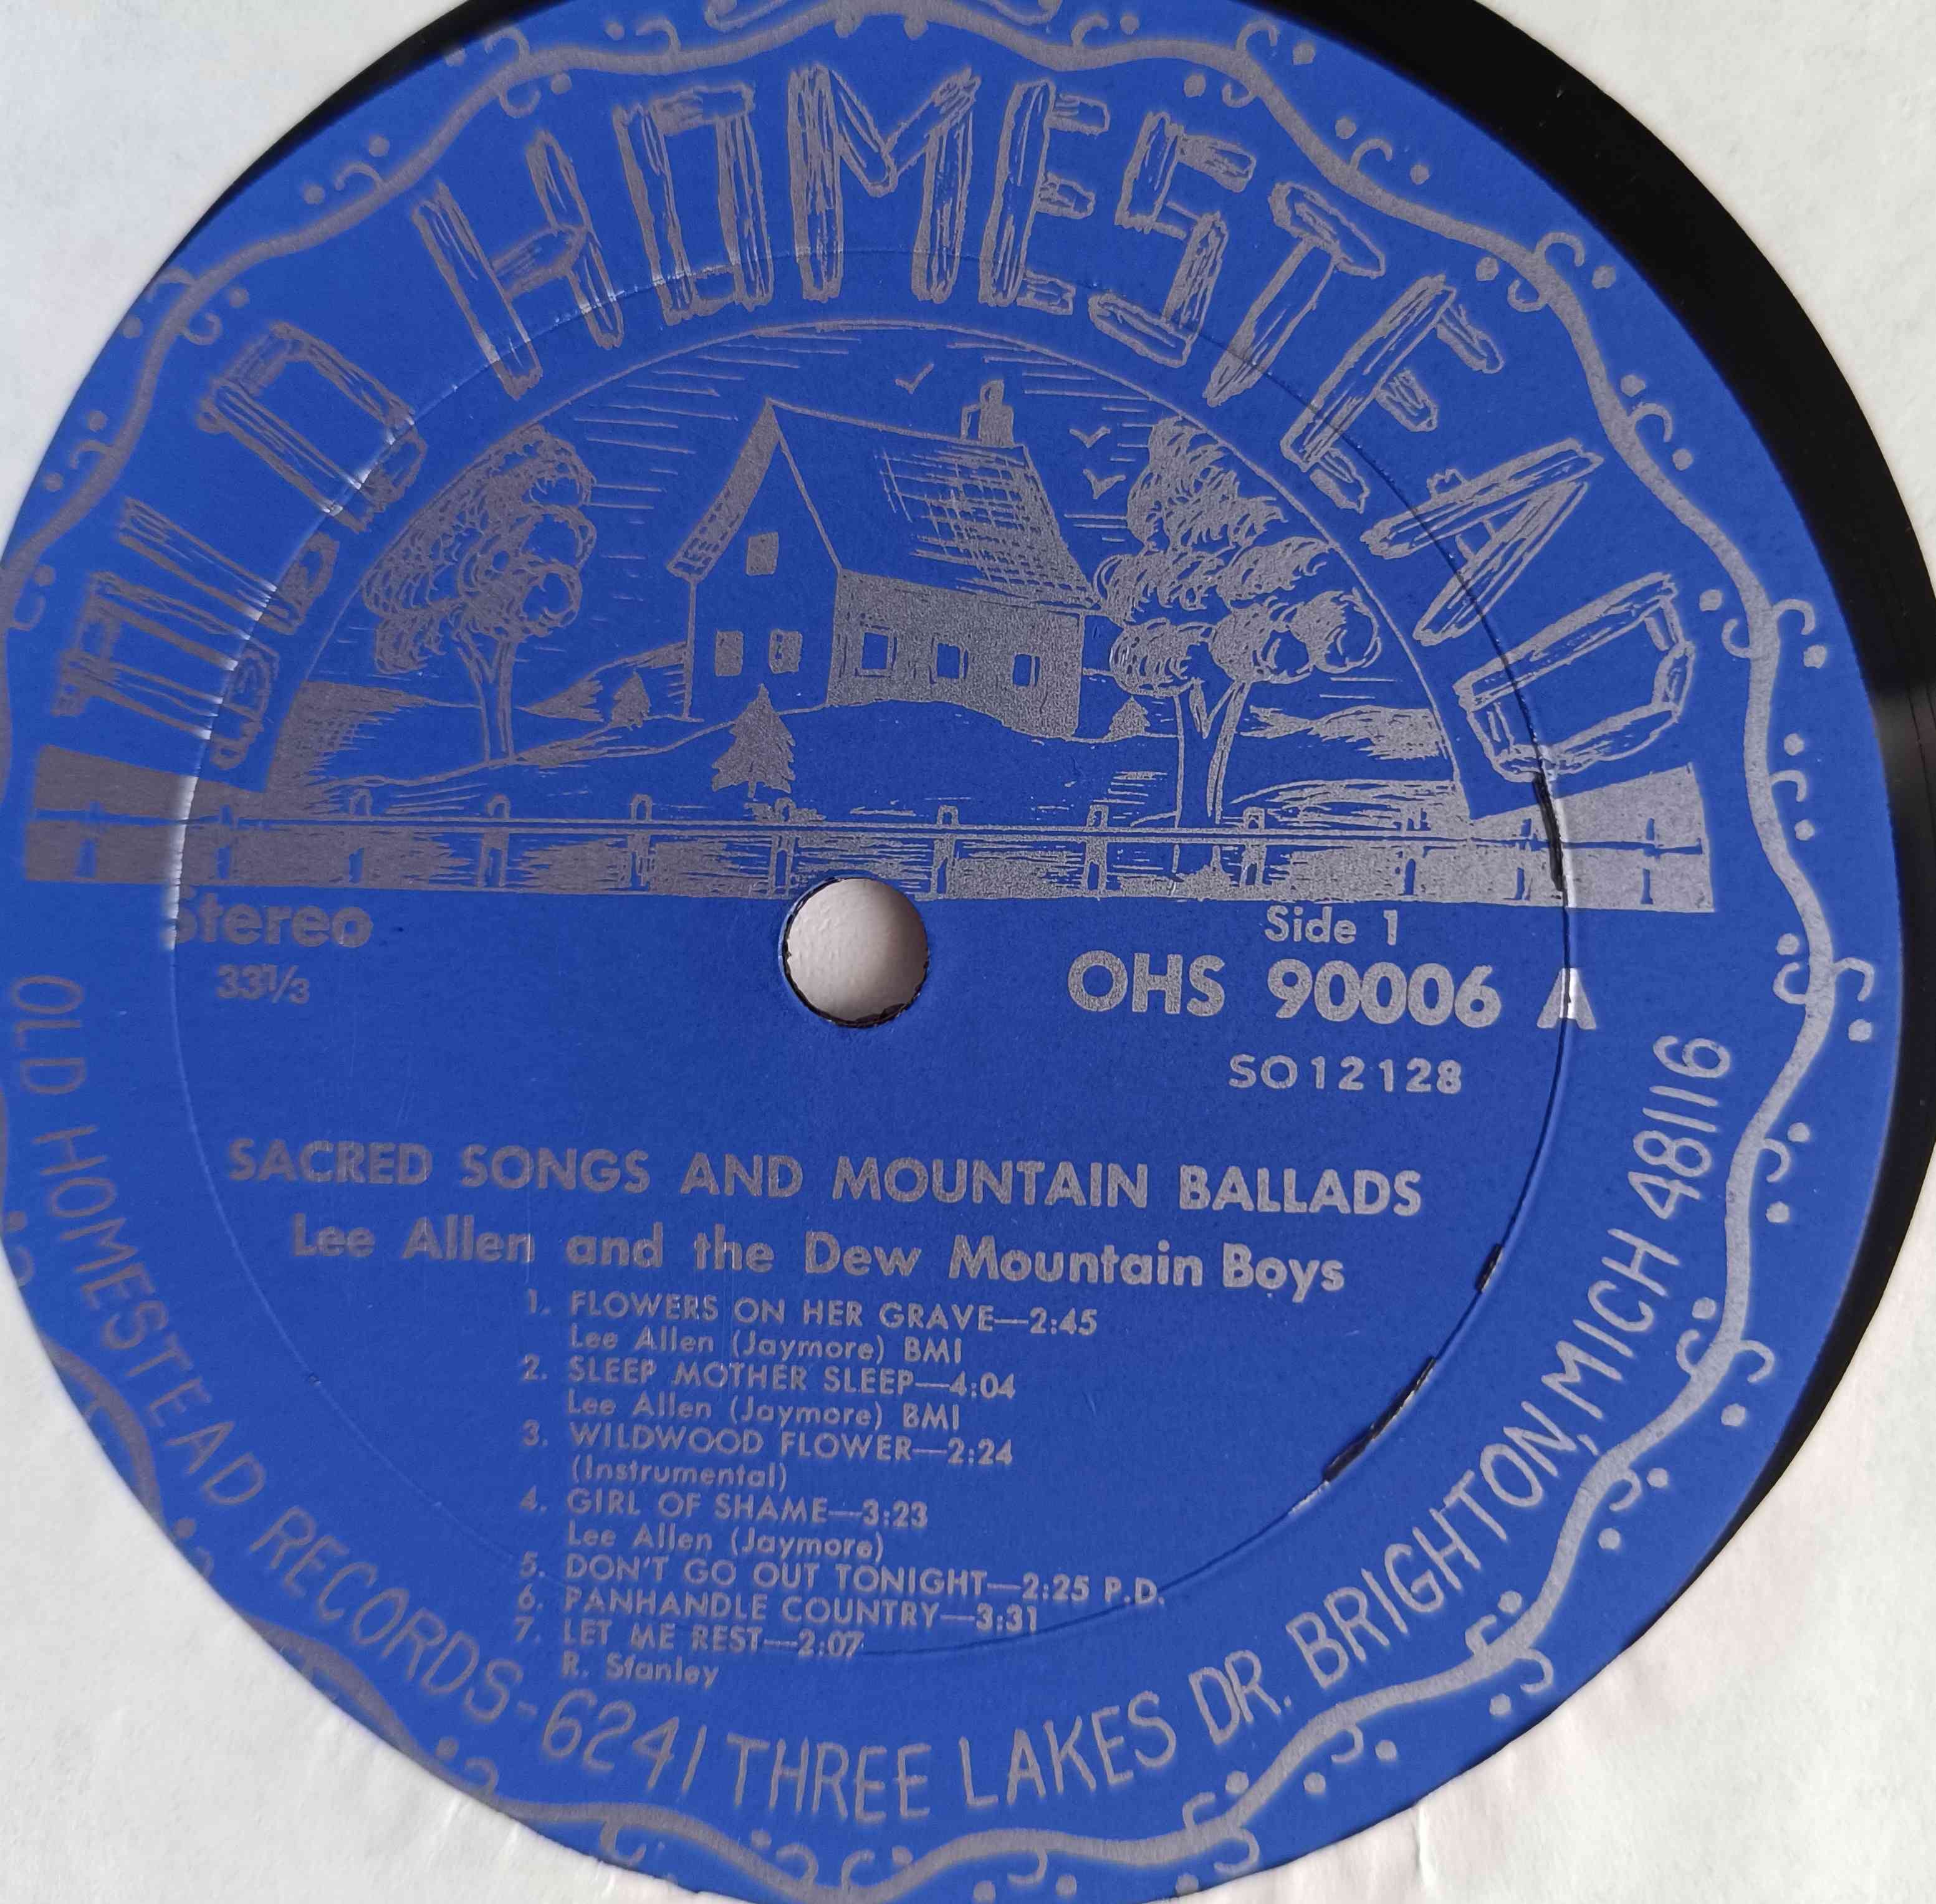 OLD HOMESTEAD
Stereo
33⅓
Side 1
OHS 90006 A
SO12128
SACRED SONGS AND MOUNTAIN BALLADS
Lee Allen and the Dew Mountain Boys
1. FLOWERS ON HER GRAVE—2:45
Lee Allen (Jaymore) BMI
2. SLEEP MOTHER SLEEP—4:04
Lee Allen (Jaymore) BMI
3. WILDWOOD FLOWER—2:24
(Instrumental)
4. GIRL OF SHAME—3:23
Lee Allen (Jaymore)
5. DON'T GO OUT TONIGHT—2:25 P.D.
6. PANHANDLE COUNTRY—3:31
7. LET ME REST—2:07
R. Stanley
OLD HOMESTEAD RECORDS-6241 THREE LAKES DR. BRIGHTON, MICH 48116